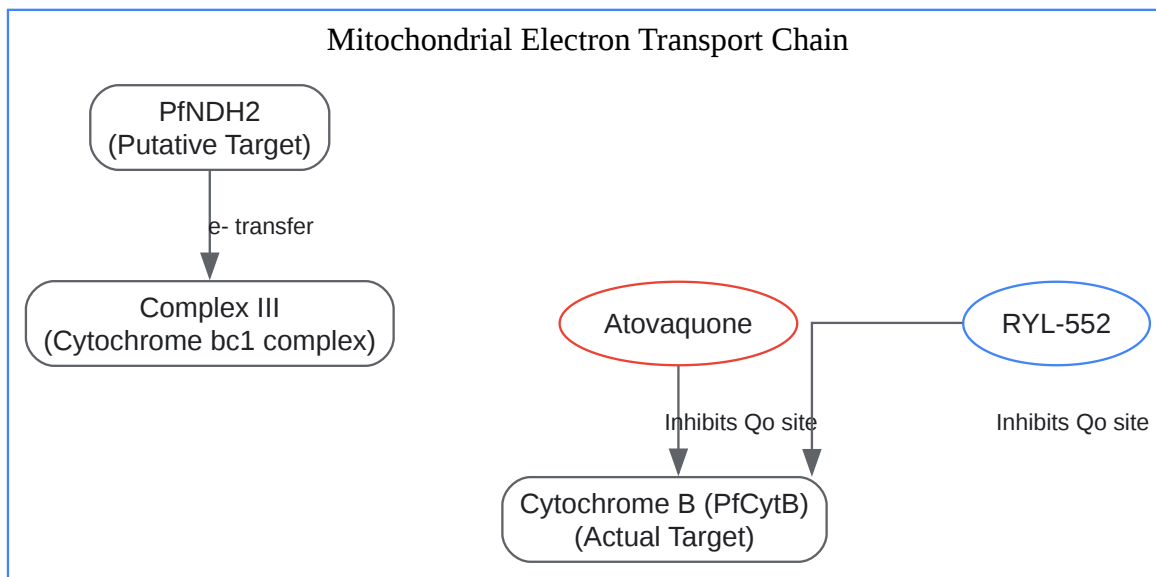 Mitochondrial Electron Transport Chain
PfNDH2
(Putative Target)
e- transfer
Complex III
(Cytochrome bc1 complex)
Atovaquone
RYL-552
Inhibits Qo site
Inhibits Qo site
Cytochrome B (PfCytB)
(Actual Target)